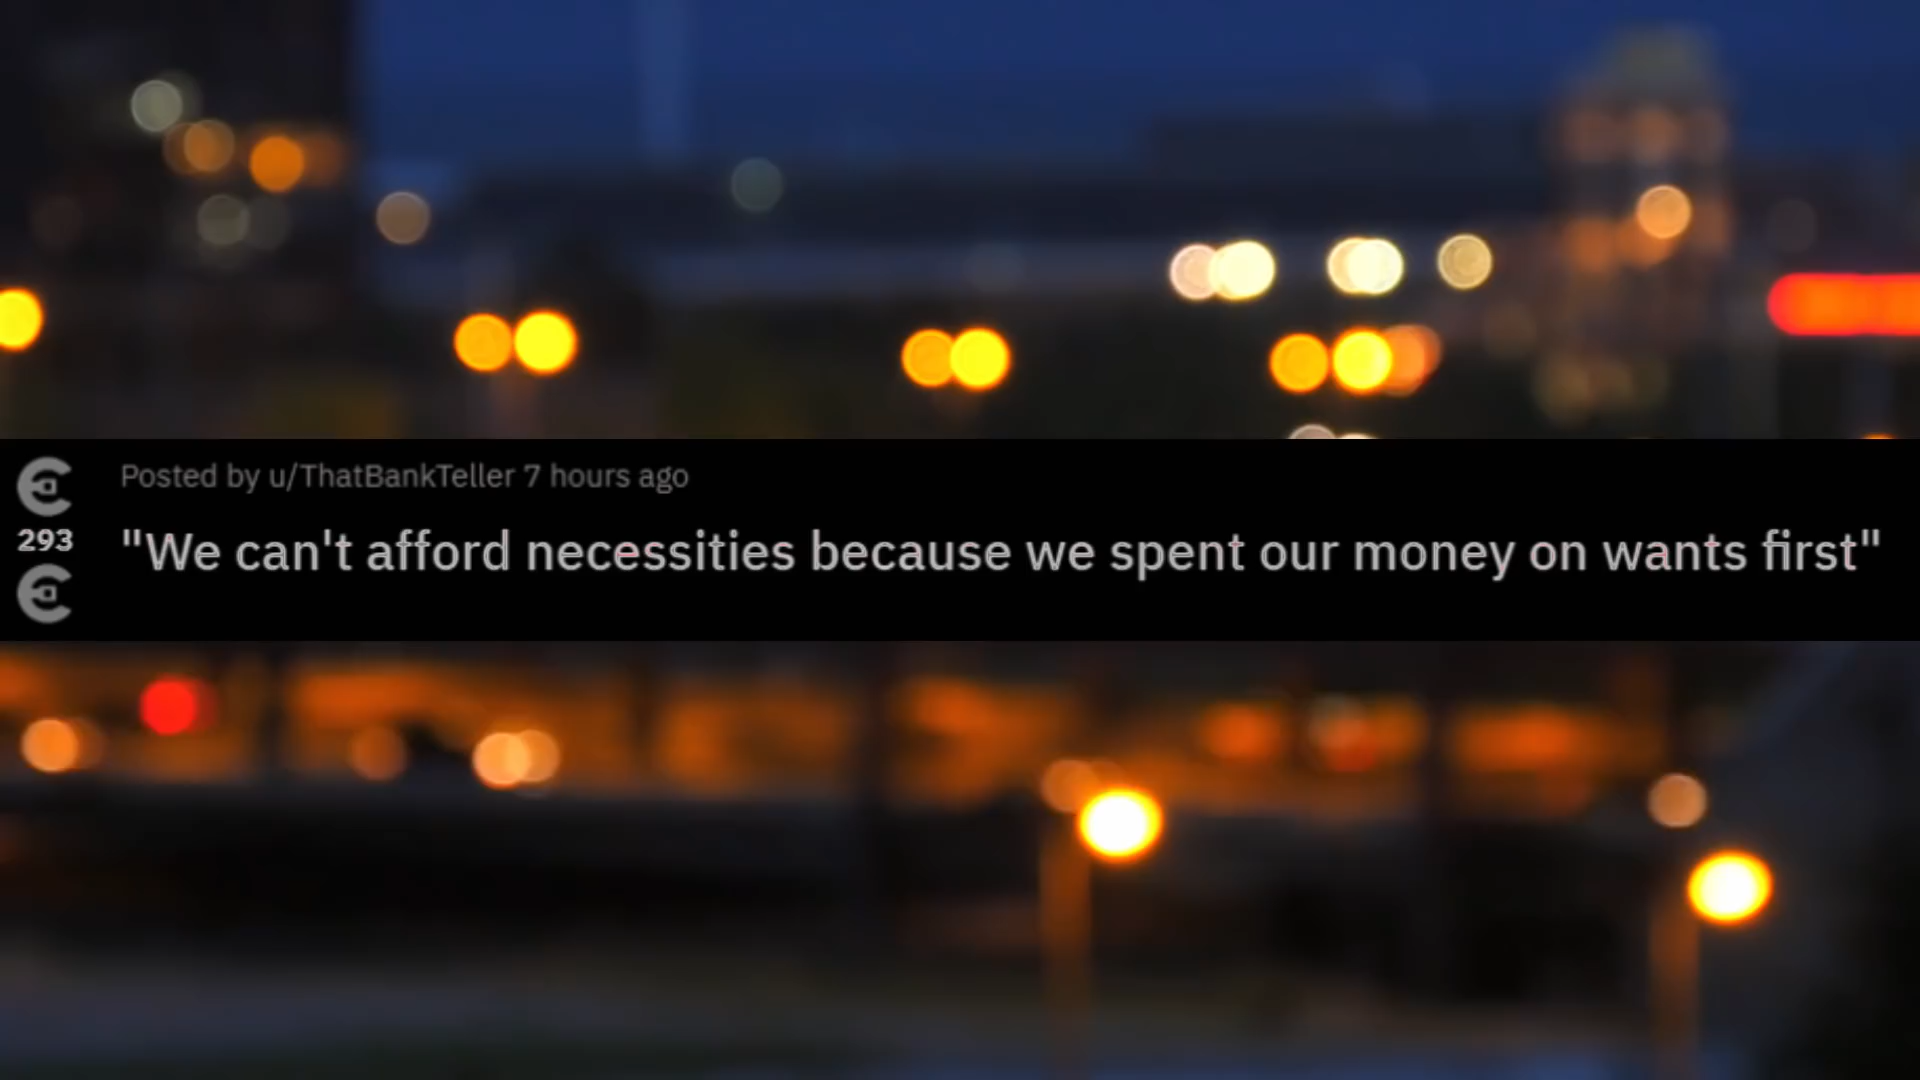 Posted by u/ThatBankTeller 7 hours ago
293
"We can't afford necessities because we spent our money on wants first"